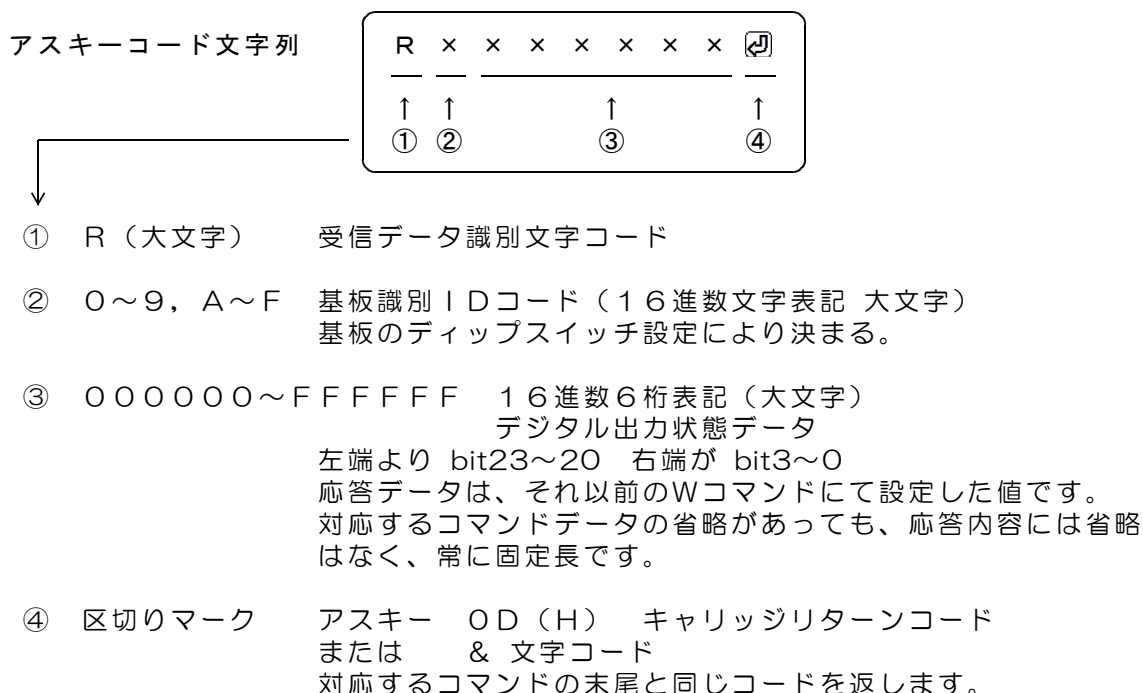 アスキーコード文字列
R × × × × × × × ⏎
↑ ↑ ↑ ↑
① ② ③ ④
① R（大文字） 受信データ識別文字コード
② 0～9，A～F 基板識別IDコード（16進数文字表記 大文字）
基板のディップスイッチ設定により決まる。
③ 000000～FFFFFF 16進数6桁表記（大文字）
デジタル出力状態データ
左端より bit23～20 右端が bit3～0
応答データは、それ以前のWコマンドにて設定した値です。
対応するコマンドデータの省略があっても、応答内容には省略
はなく、常に固定長です。
④ 区切りマーク アスキー 0D（H） キャリッジリターンコード
または & 文字コード
対応するコマンドの末尾と同じコードを返します。